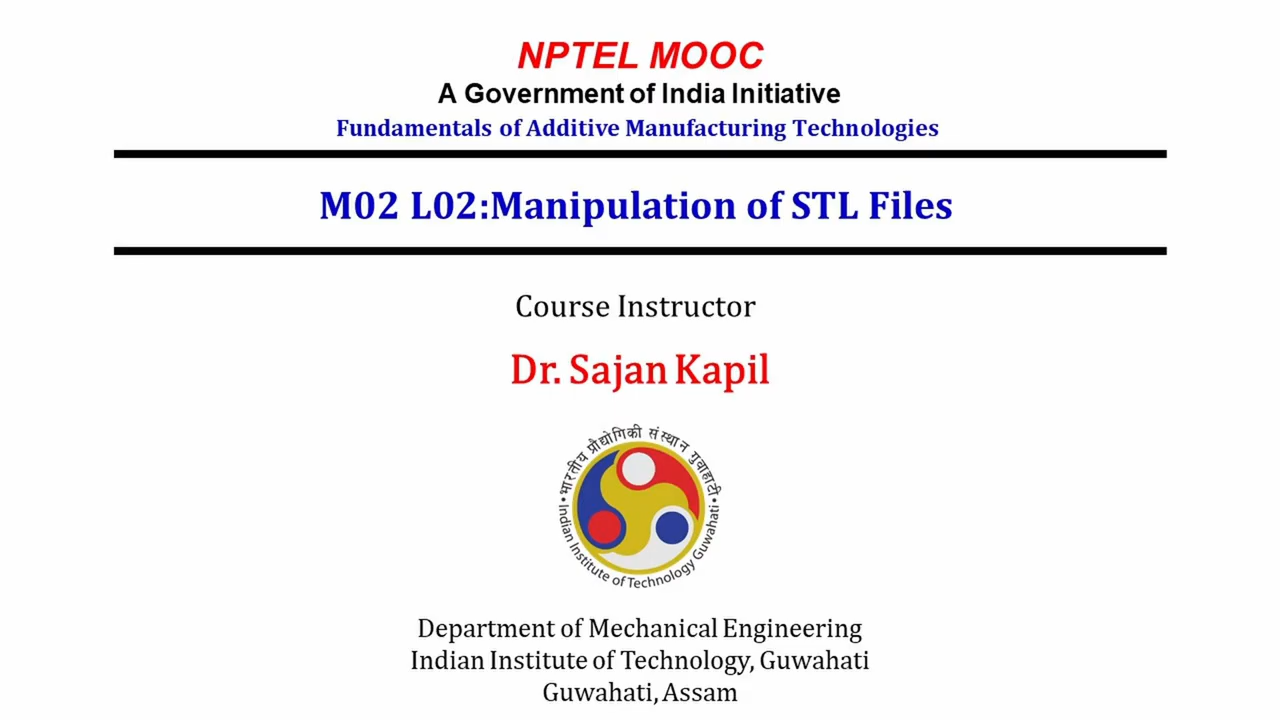 NPTEL MOOC
A Government of India Initiative
Fundamentals of Additive Manufacturing Technologies
M02 L02:Manipulation of STL Files
Course Instructor
Dr. Sajan Kapil
भारतीय प्रौद्योगिकी संस्थान गुवाहाटी
Indian Institute of Technology Guwahati
Department of Mechanical Engineering
Indian Institute of Technology, Guwahati
Guwahati, Assam